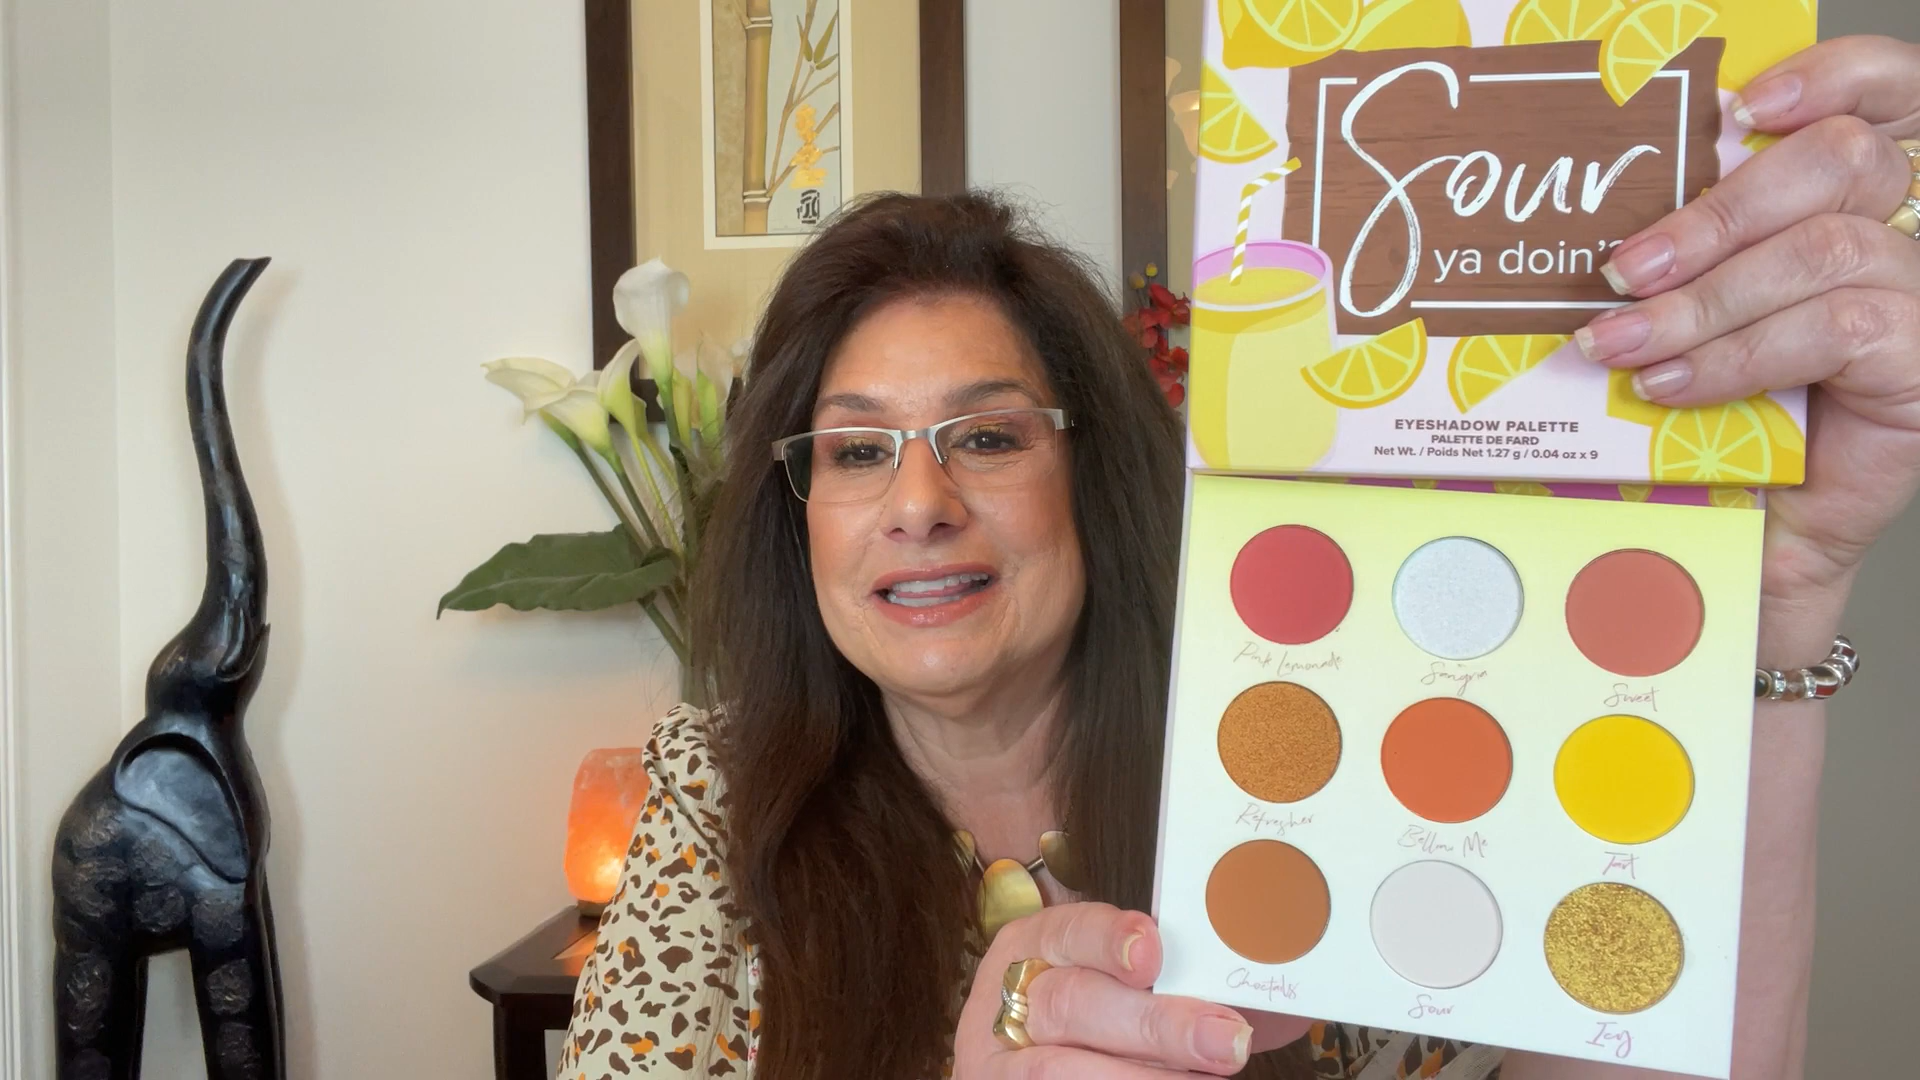 Sour
ya doin'?
EYESHADOW PALETTE
PALETTE DE FARD
Net Wt. / Poids Net 1.27 g / 0.04 oz x 9
Pink Lemonade
Sangria
Sweet
Refresher
Tart
Sour
Icy